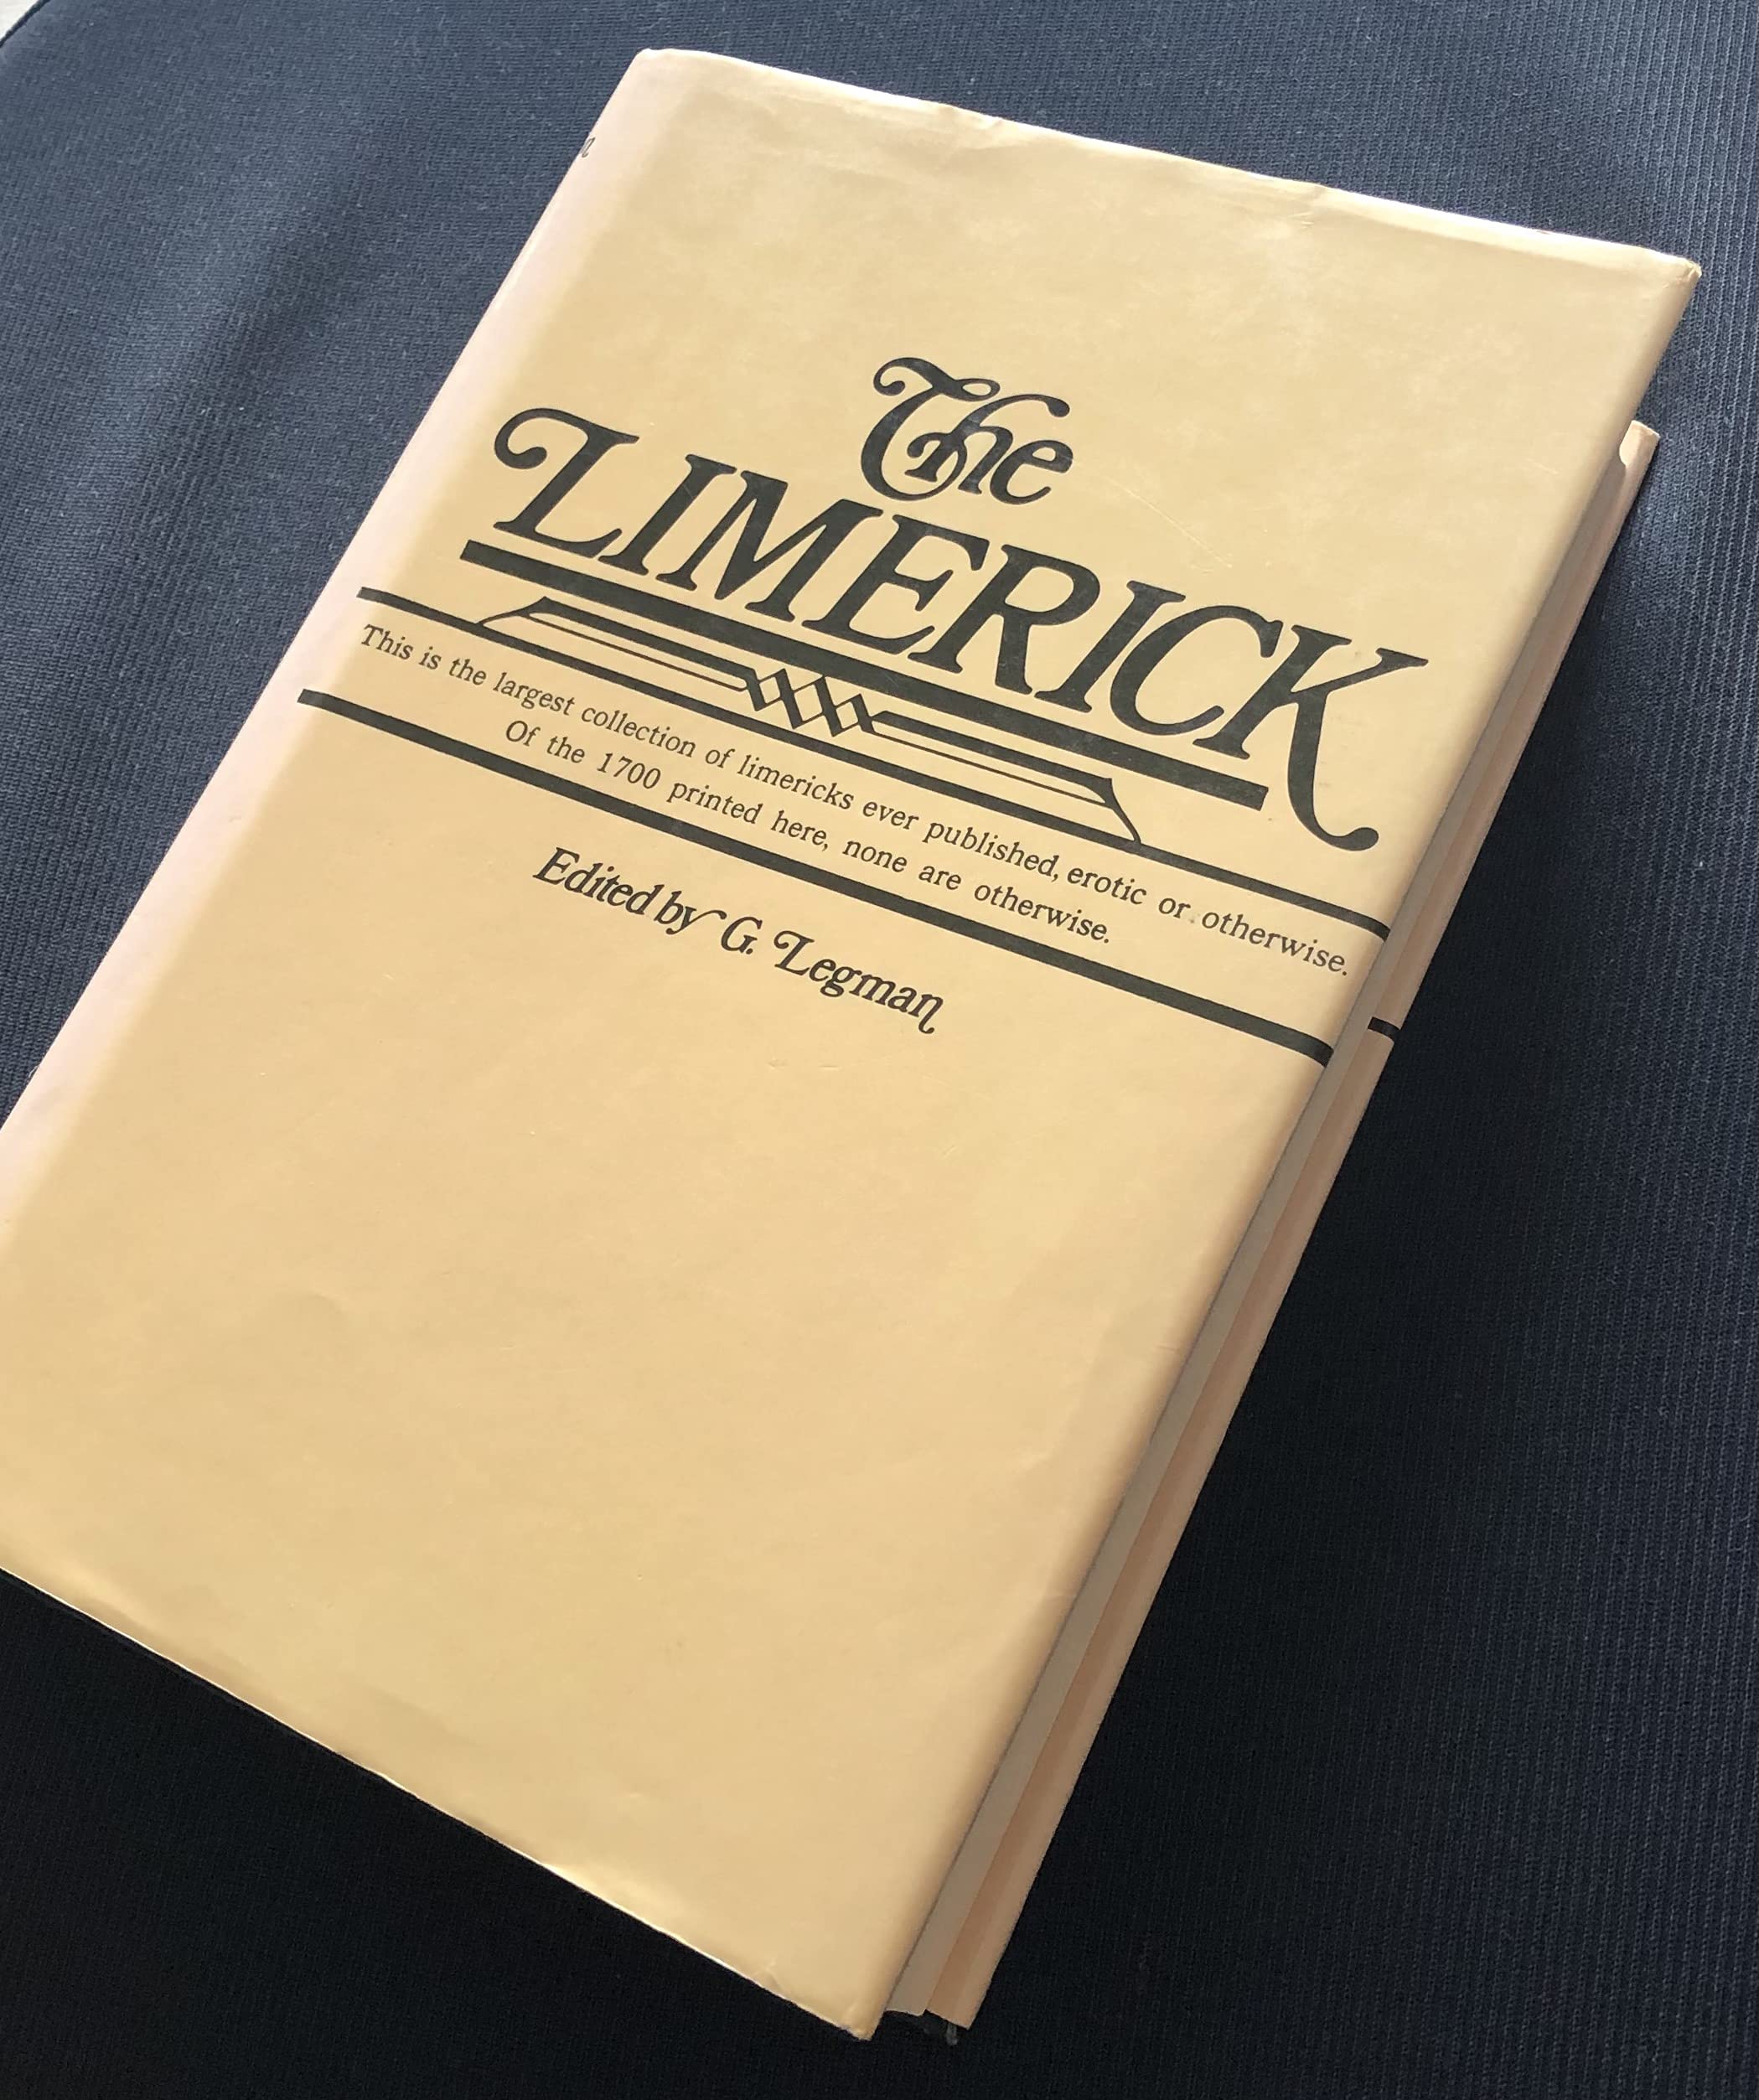 The
LIMERICK
This is the largest collection of limericks ever published, erotic or otherwise.
Of the 1700 printed here, none are otherwise.
Edited by G. Legman